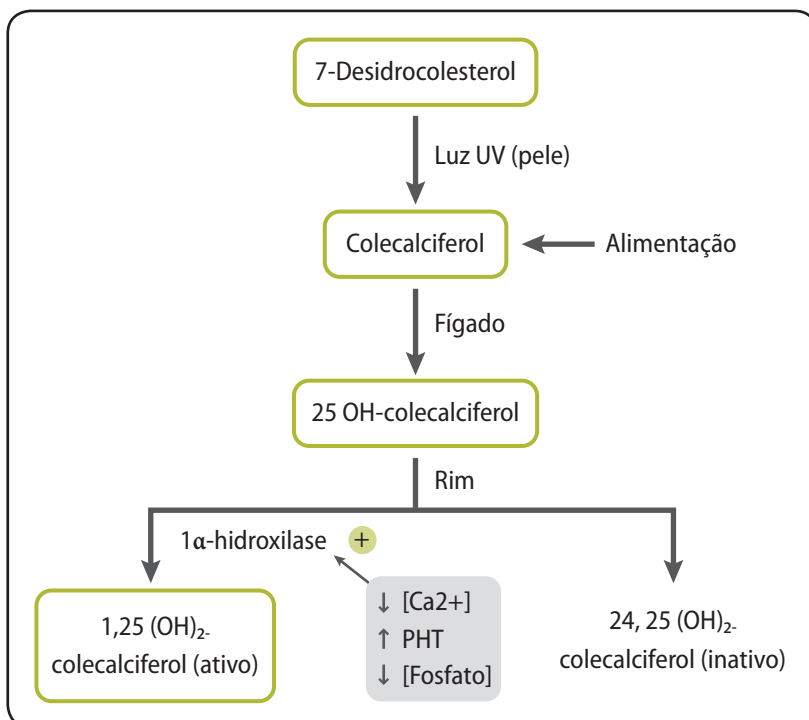 7-Desidrocolesterol
Luz UV (pele)
Colecalciferol
Alimentação
Fígado
25 OH-colecalciferol
Rim
1α-hidroxilase +
↓ [Ca2+]
↑ PHT
↓ [Fosfato]
1,25 (OH)₂-
colecalciferol (ativo)
24, 25 (OH)₂-
colecalciferol (inativo)